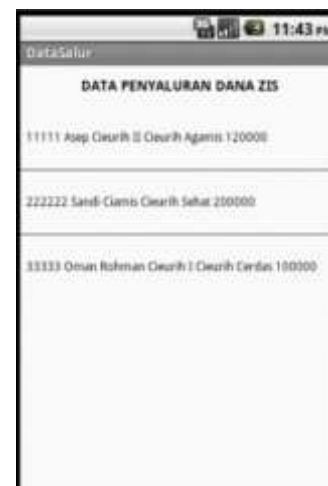 11:43 PM
DataSalur
DATA PENYALURAN DANA ZIS
11111 Asep Cieurih II Cieurih Agamis 120000
222222 Sandi Ciamis Cieurih Sehat 200000
33333 Oman Rohman Cieurih I Cieurih Cerdas 100000